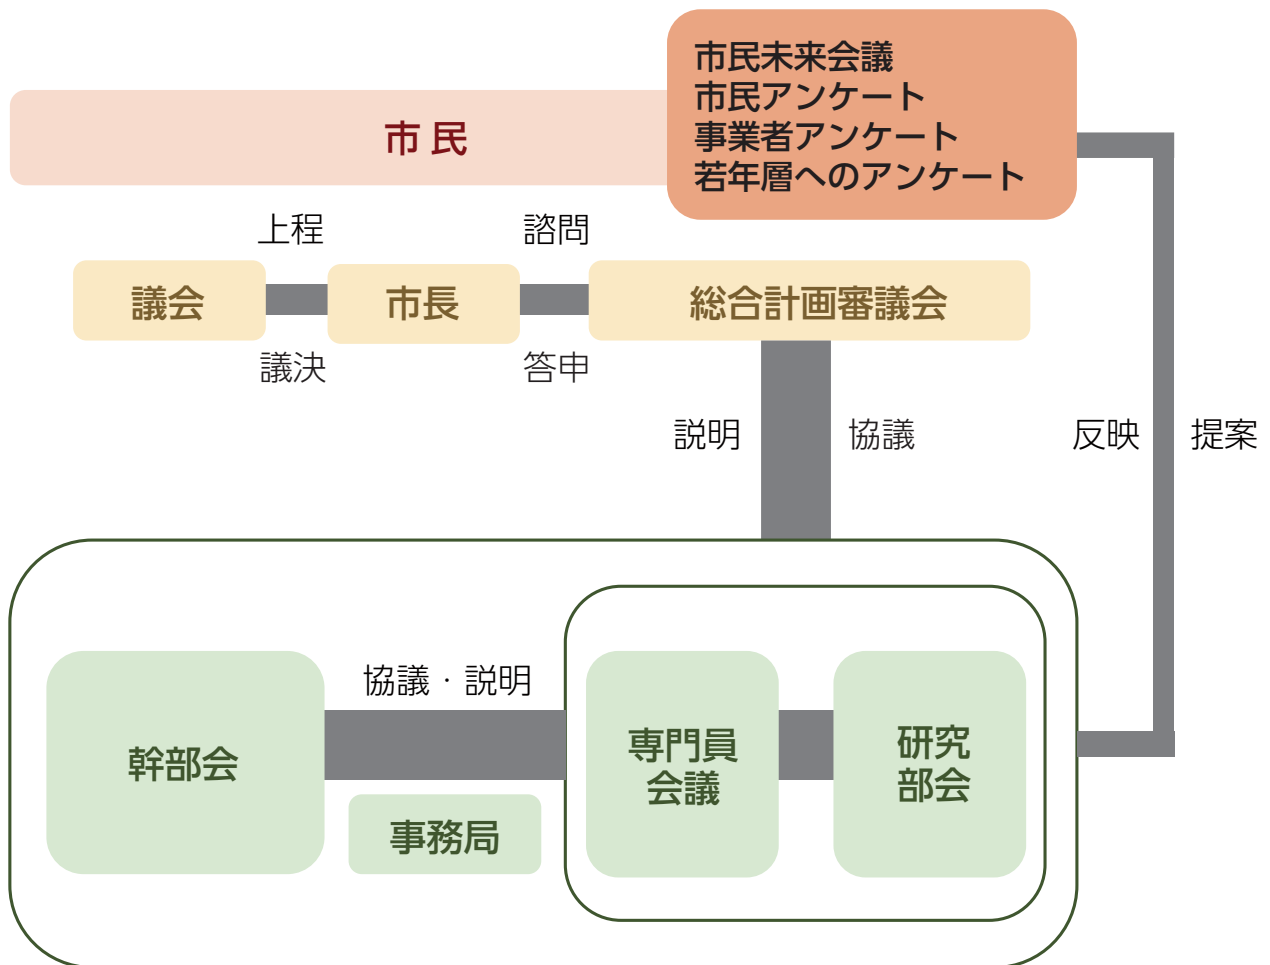 市民未来会議
市民アンケート
事業者アンケート
若年層へのアンケート
市 民
上程
諮問
議会
市長
総合計画審議会
議決
答申
説明
協議
反映
提案
協議・説明
幹部会
事務局
専門員
会議
研究
部会